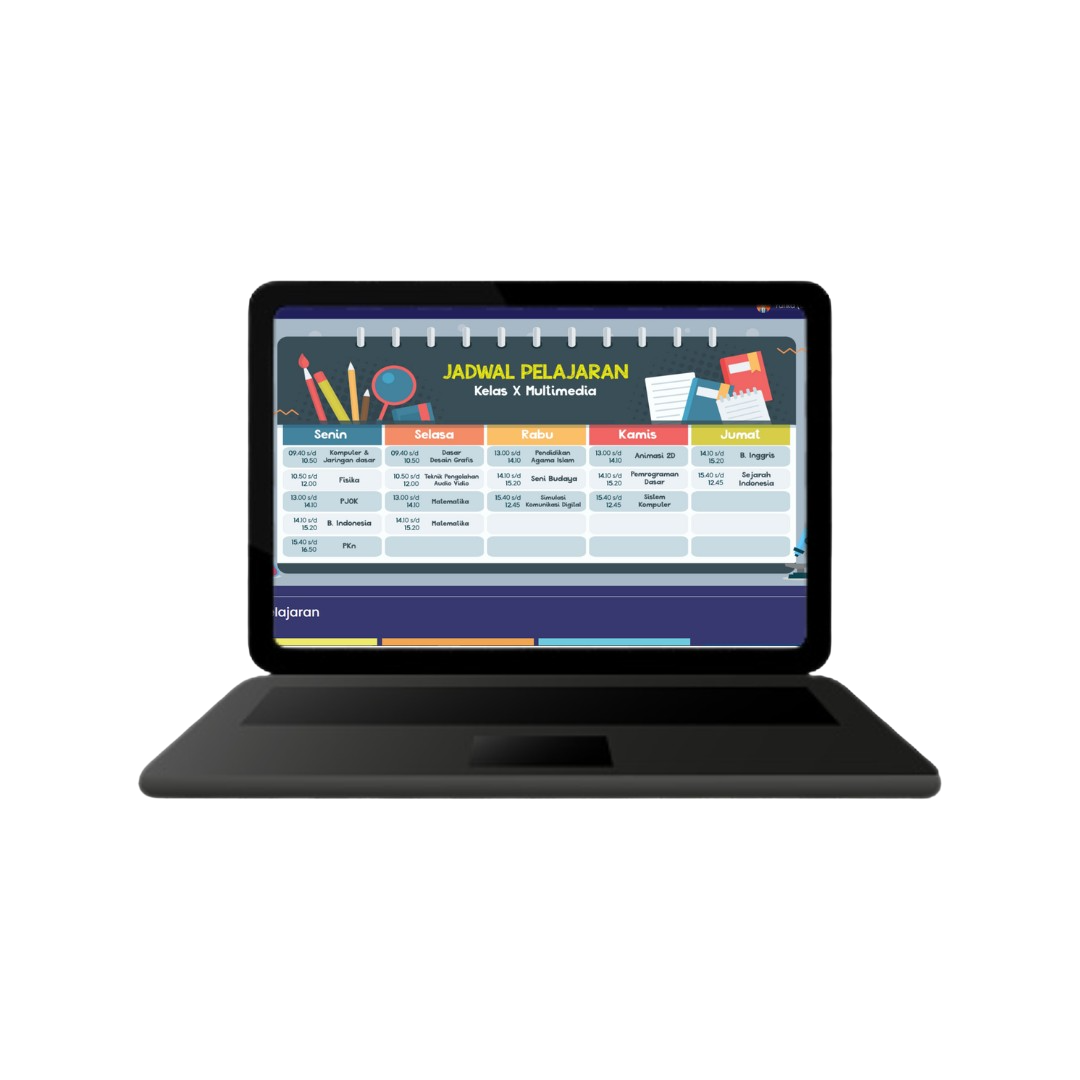 JADWAL PELAJARAN
Kelas X Multimedia
Senin
09.40 s/d
10.50
Komputer &
Jaringan dasar
10.50 s/d
12.00
Fisika
13.00 s/d
14.10
PJOK
14.10 s/d
15.20
B. Indonesia
15.40 s/d
16.50
PKn
Selasa
09.40 s/d
10.50
Dasar
Desain Grafis
10.50 s/d
12.00
Teknik Pengolahan
Audio Vidio
13.00 s/d
14.10
Matematika
14.10 s/d
15.20
Matematika
Rabu
13.00 s/d
14.10
Pendidikan
Agama Islam
14.10 s/d
15.20
Seni Budaya
15.40 s/d
12.45
Simulasi
Komunikasi Digital
Kamis
13.00 s/d
14.10
Animasi 2D
14.10 s/d
15.20
Pemrograman
Dasar
15.40 s/d
12.45
Sistem
Komputer
Jumat
14.10 s/d
15.20
B. Inggris
15.40 s/d
12.45
Sejarah
Indonesia
lajaran